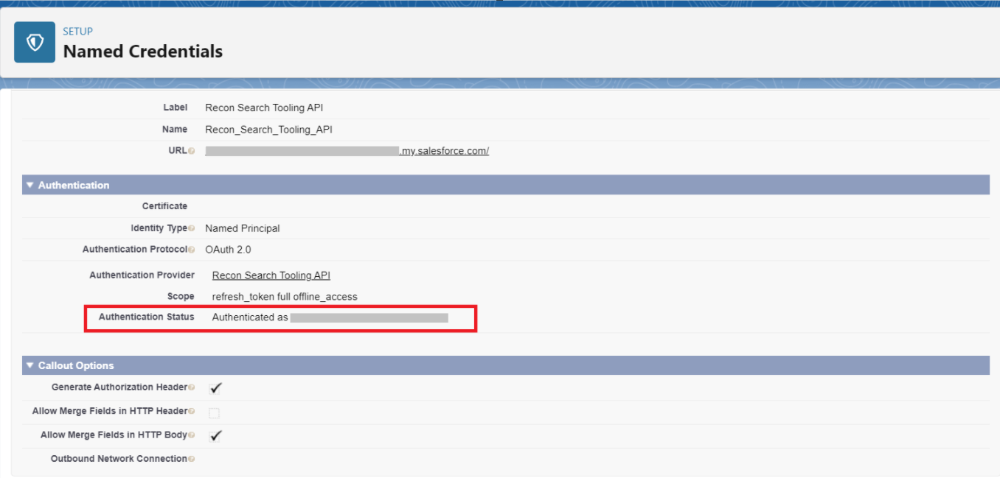 SETUP
Named Credentials
Label Recon Search Tooling API
Name Recon_Search_Tooling_API
URL .my.salesforce.com/
Authentication
Certificate
Identity Type Named Principal
Authentication Protocol OAuth 2.0
Authentication Provider Recon Search Tooling API
Scope refresh_token full offline_access
Authentication Status Authenticated as
Callout Options
Generate Authorization Header
Allow Merge Fields in HTTP Header
Allow Merge Fields in HTTP Body
Outbound Network Connection